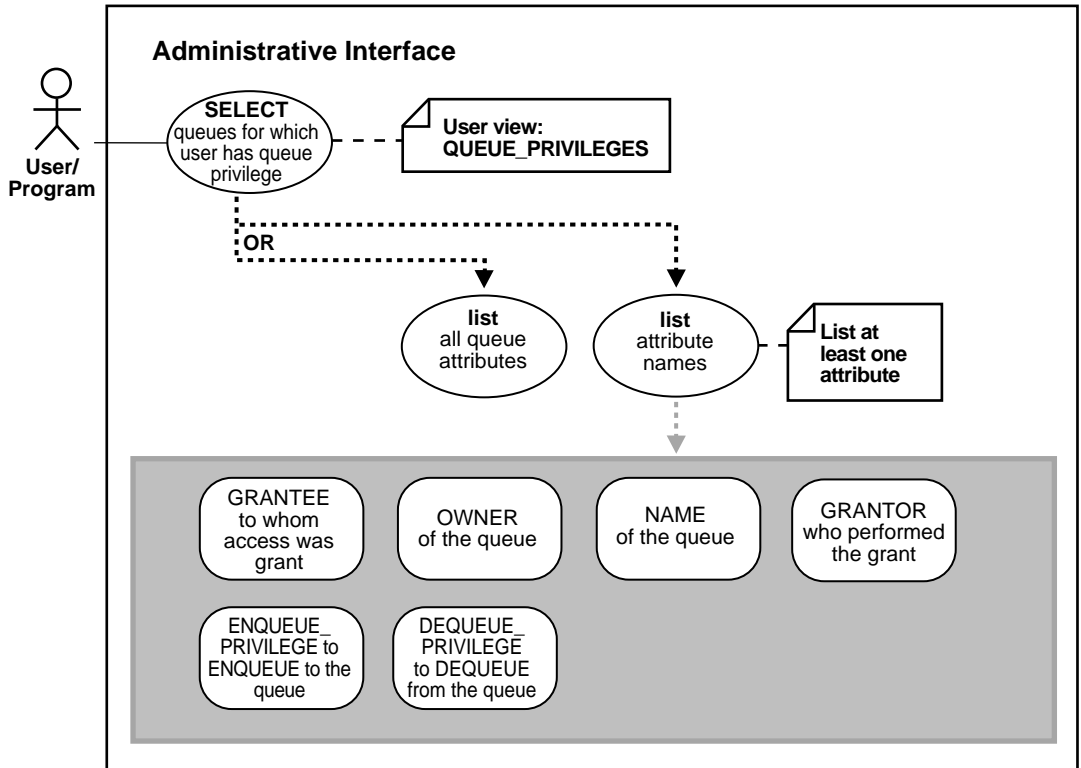 Administrative Interface
User/
Program
SELECT
queues for which
user has queue
privilege
User view:
QUEUE_PRIVILEGES
OR
list
all queue
attributes
list
attribute
names
List at
least one
attribute
GRANTEE
to whom
access was
grant
OWNER
of the queue
NAME
of the queue
GRANTOR
who performed
the grant
ENQUEUE_
PRIVILEGE to
ENQUEUE to the
queue
DEQUEUE_
PRIVILEGE
to DEQUEUE
from the queue